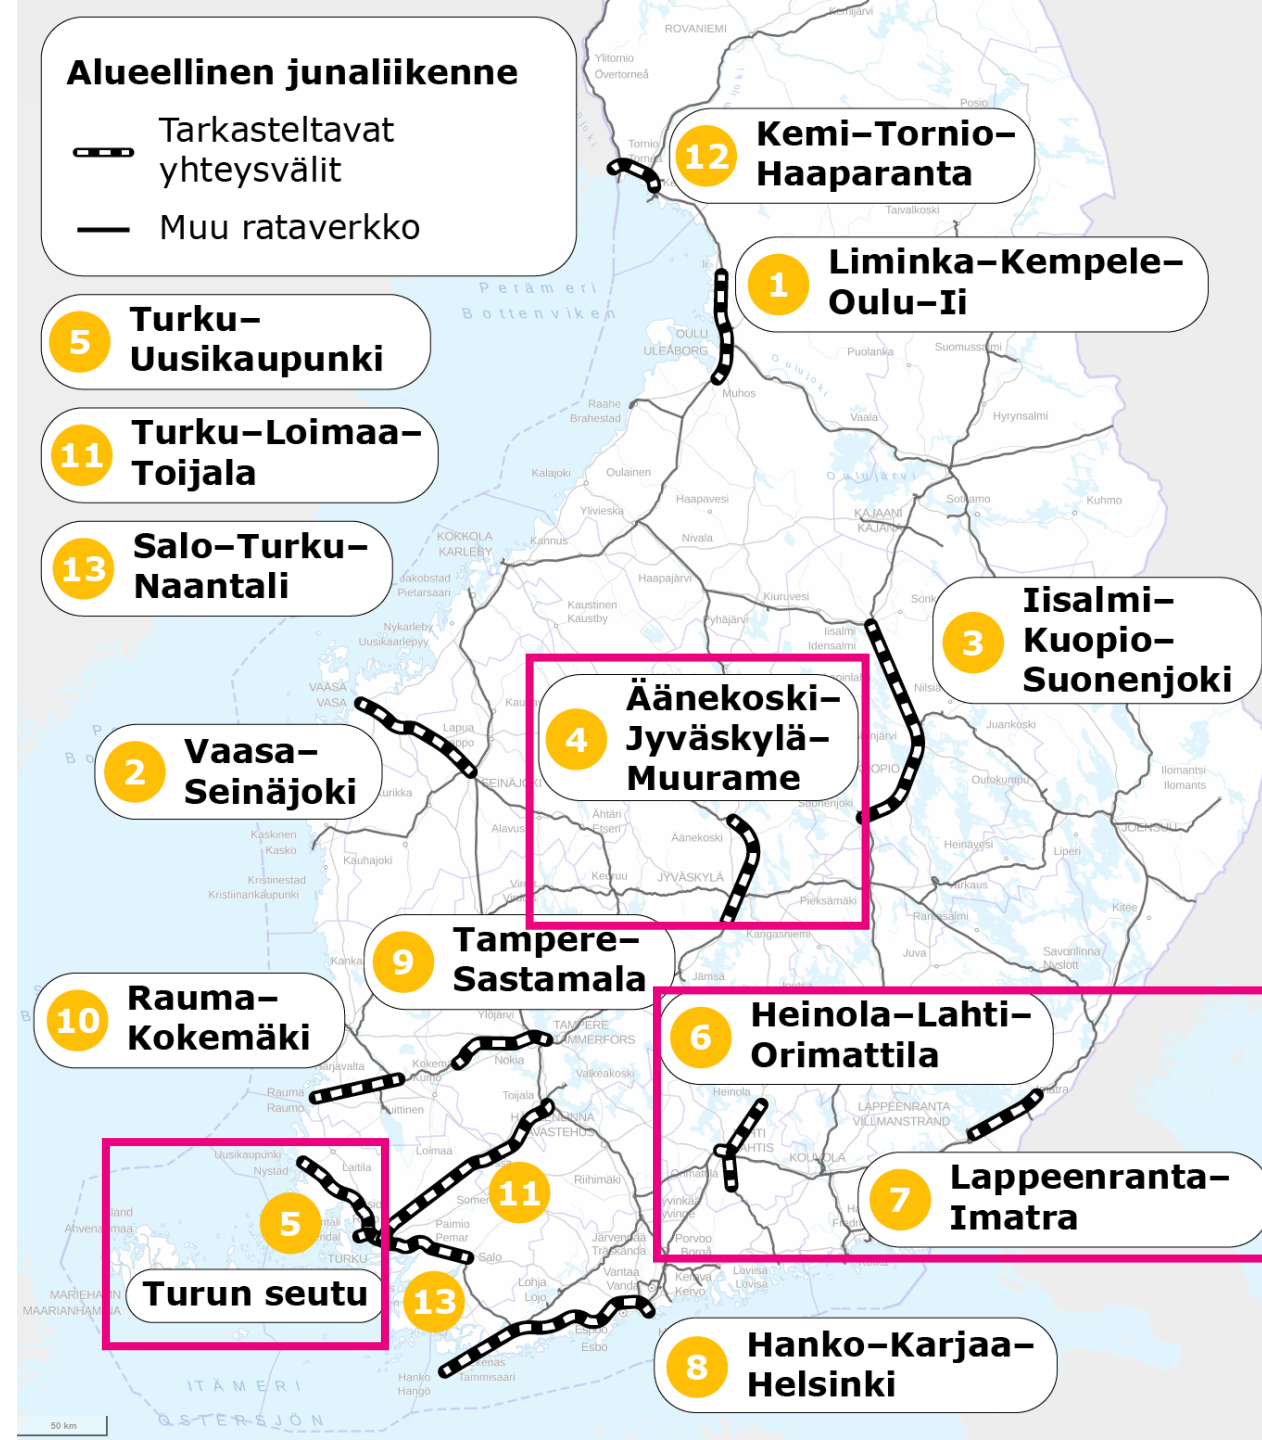 Alueellinen junaliikenne
Tarkasteltavat
yhteysvälit
Muu rataverkko
5 Turku–
Uusikaupunki
11 Turku–Loimaa–
Toijala
13 Salo–Turku–
Naantali
12 Kemi–Tornio–
Haaparanta
1 Liminka–Kempele–
Oulu–Ii
3 Iisalmi–
Kuopio–
Suonenjoki
4 Äänekoski–
Jyväskylä–
Muurame
2 Vaasa–
Seinäjoki
9 Tampere–
Sastamala
10 Rauma–
Kokemäki
6 Heinola–Lahti–
Orimattila
7 Lappeenranta–
Imatra
11
5
Turun seutu
13
8 Hanko–Karjaa–
Helsinki
Kemijärvi
ROVANIEMI
Ylitornio
Övertorneå
Posio
Tornio
Taivalkoski
Perämeri
Bottenviken
OULU
ULEÅBORG
Puolanka
Suomussalmi
Oulujoki
Muhos
Raahe
Brahestad
Vaala
Hyrynsalmi
Kalajoki
Oulainen
Oulujärvi
Haapavesi
Sotkamo
Kuhmo
Ylivieska
KAJAANI
KAJANA
KOKKOLA
KARLEBY
Kannus
Nivala
Jakobstad
Pietarsaari
Haapajärvi
Kiuruvesi
Kaustinen
Kaustby
Pyhäjärvi
Nykarleby
Uusikaarlepyy
Iisalmi
Idensalmi
VAASA
VASA
Nilsiä
Lapua
Juankoski
SEINÄJOKI
Ilomantsi
Ilomants
Outokumpu
Suonenjoki
Ähtäri
Etseri
Alavus
Äänekoski
JOENSUU
Kaskinen
Kasko
Kauhajoki
Heinävesi
Liperi
Keuruu
JYVÄSKYLÄ
Kristinestad
Kristiinankaupunki
Pieksämäki
Rantasalmi
Kitee
Kangasniemi
Juva
Savonlinna
Nyslott
Jämsä
Ylöjärvi
TAMPERE
TAMMERFORS
Nokia
Valkeakoski
Rauma
Raumo
Toijala
Heinola
LAPPEENRANTA
VILLMANSTRAND
Loimaa
KOUVOLA
Uusikaupunki
Nystad
Laitila
Riihimäki
Orimattila
Paimio
Pemar
Järvenpää
Träskända
Porvoo
Borgå
TURKU
Salo
Vantaa
Vanda
Kerava
Kervo
Loviisa
Lovisa
Lohja
Lojo
MARIEHAMN
MAARIANHAMINA
Espoo
Esbo
Hanko
Hangö
Tammisaari
ITÄMERI
ÖSTERSJÖN
50 km